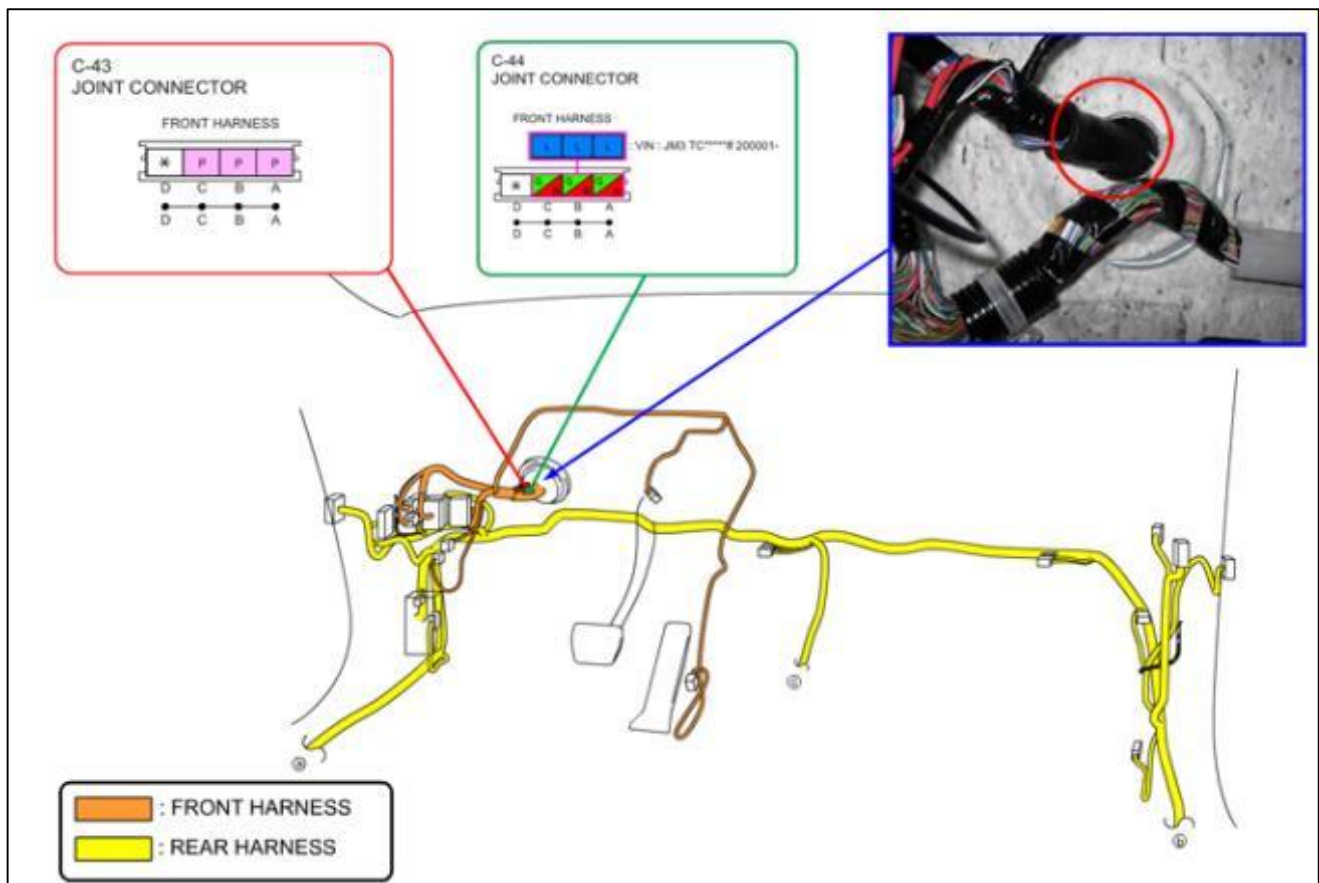 C-43
JOINT CONNECTOR
FRONT HARNESS
* P P P
D C B A
D C B A
C-44
JOINT CONNECTOR
FRONT HARNESS
L L L : VIN : JM3 TC*****# 200001-
*
D C B A
D C B A
ⓐ
ⓒ
ⓑ
: FRONT HARNESS
: REAR HARNESS